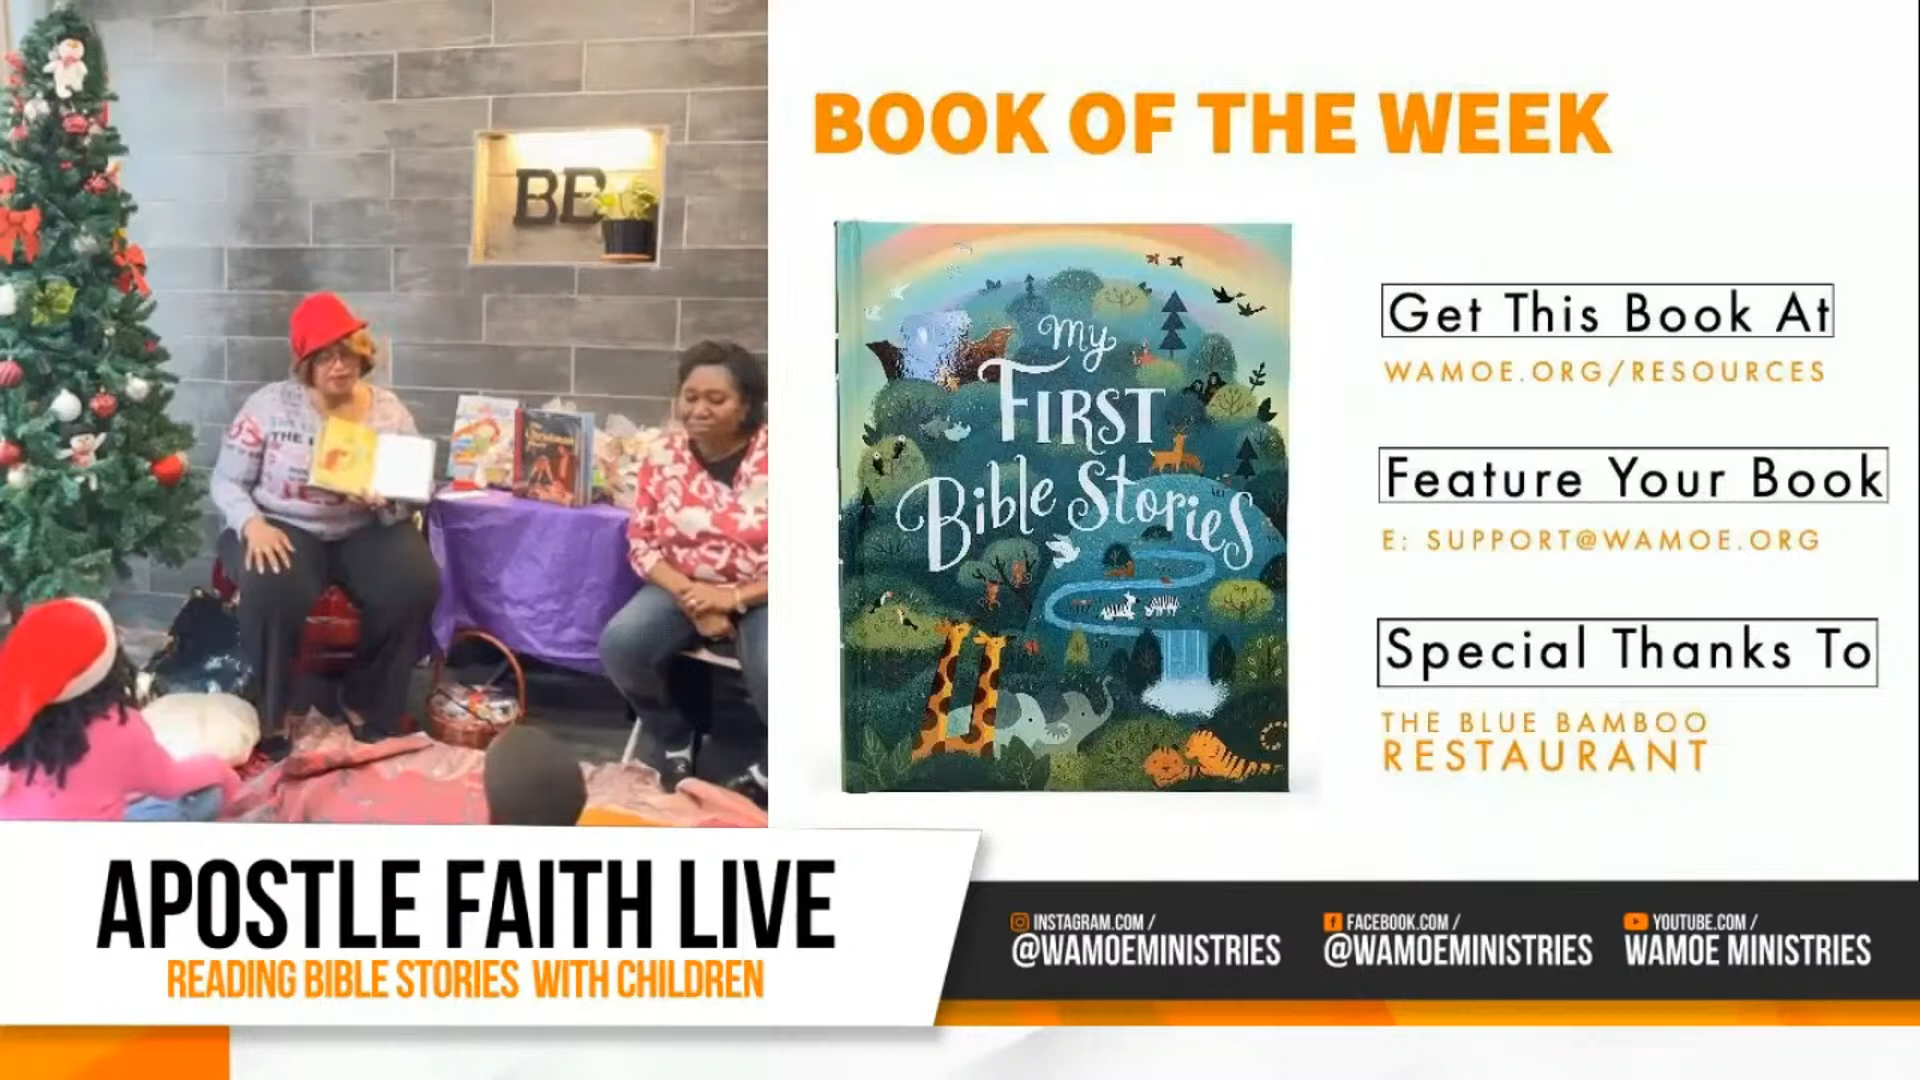 BOOK OF THE WEEK
BE
My
FIRST
Bible Stories
Get This Book At
WAMOE.ORG/RESOURCES
Feature Your Book
E: SUPPORT@WAMOE.ORG
Special Thanks To
THE BLUE BAMBOO
RESTAURANT
APOSTLE FAITH LIVE
READING BIBLE STORIES WITH CHILDREN
INSTAGRAM.COM /
@WAMOEMINISTRIES
FACEBOOK.COM /
@WAMOEMINISTRIES
YOUTUBE.COM /
WAMOE MINISTRIES